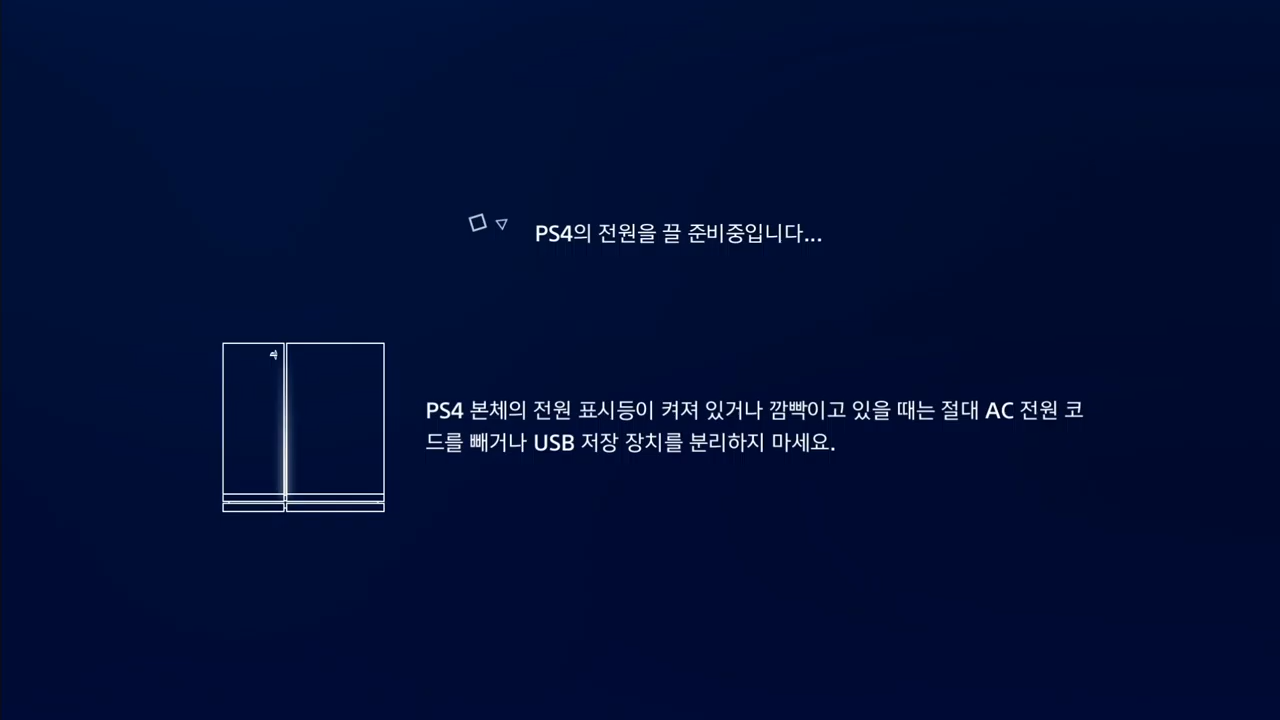 PS4의 전원을 끌 준비중입니다...
PS4 본체의 전원 표시등이 켜져 있거나 깜빡이고 있을 때는 절대 AC 전원 코
드를 빼거나 USB 저장 장치를 분리하지 마세요.